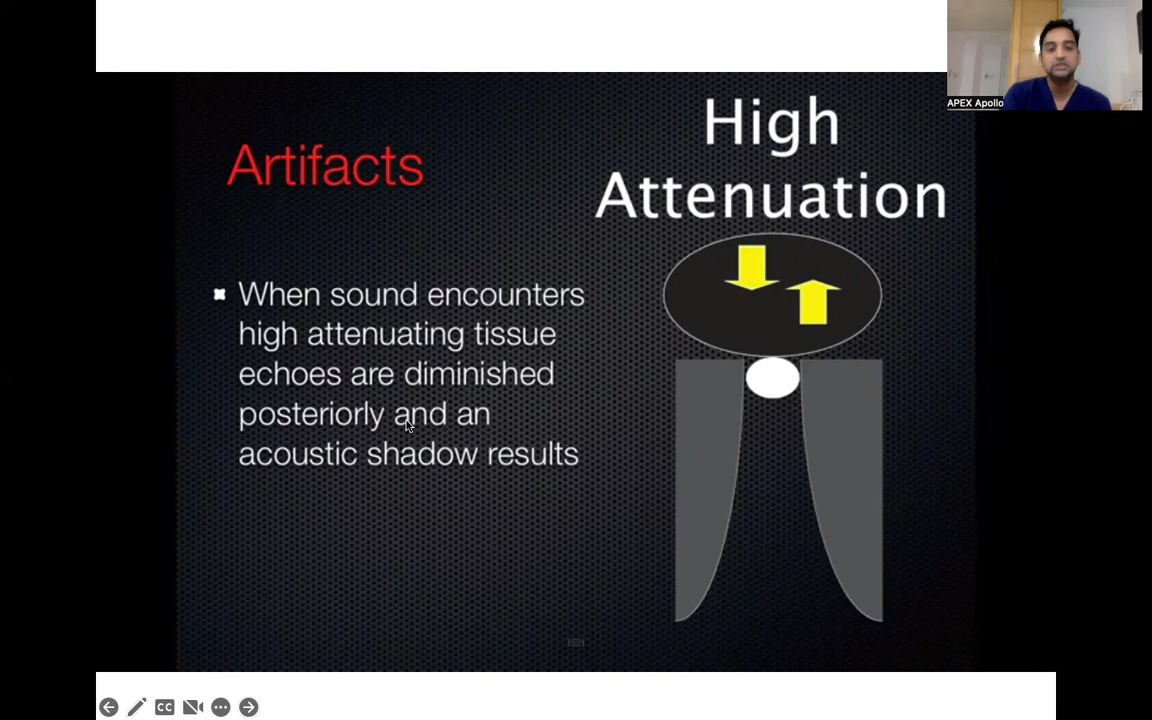 APEX Apollo
Artifacts
High
Attenuation
When sound encounters
high attenuating tissue
echoes are diminished
posteriorly and an
acoustic shadow results
CC